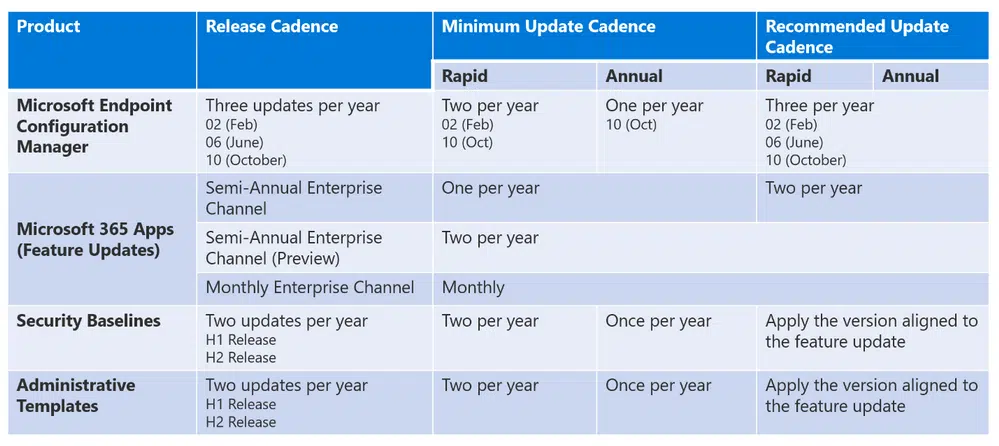 Product
Release Cadence
Minimum Update Cadence
Recommended Update
Cadence
Rapid
Annual
Rapid
Annual
Microsoft Endpoint
Configuration
Manager
Three updates per year
02 (Feb)
06 (June)
10 (October)
Two per year
02 (Feb)
10 (Oct)
One per year
10 (Oct)
Three per year
02 (Feb)
06 (June)
10 (October)
Microsoft 365 Apps
(Feature Updates)
Semi-Annual Enterprise
Channel
One per year
Two per year
Semi-Annual Enterprise
Channel (Preview)
Two per year
Monthly Enterprise Channel
Monthly
Security Baselines
Two updates per year
H1 Release
H2 Release
Two per year
Once per year
Apply the version aligned to
the feature update
Administrative
Templates
Two updates per year
H1 Release
H2 Release
Two per year
Once per year
Apply the version aligned to
the feature update